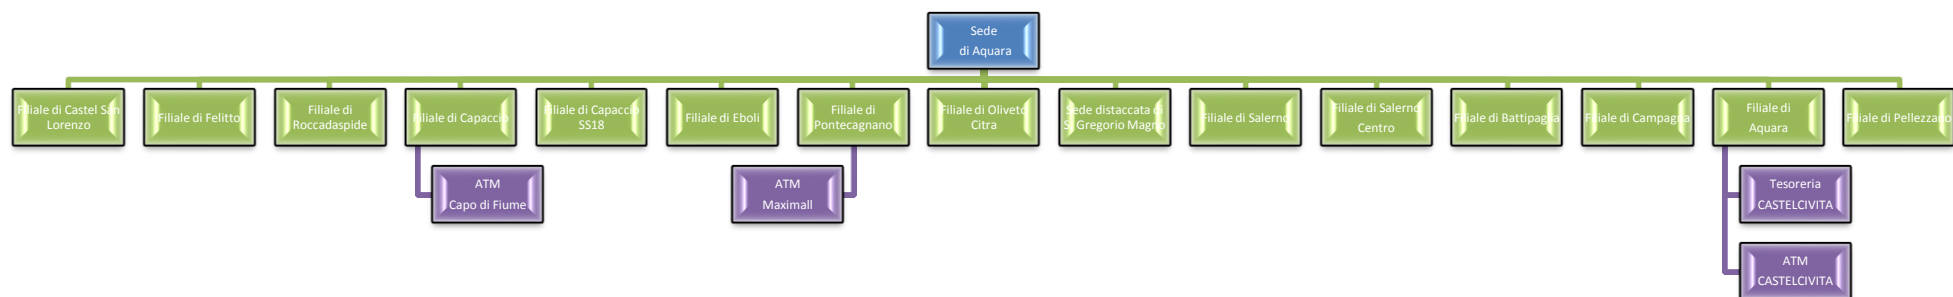 Sede
di Aquara
Filiale di Castel San
Lorenzo
Filiale di Felitto
Filiale di
Roccadaspide
Filiale di Capaccio
Filiale di Capaccio
SS18
Filiale di Eboli
Filiale di
Pontecagnano
Filiale di Oliveto
Citra
Sede distaccata di
S. Gregorio Magno
Filiale di Salerno
Filiale di Salerno
Centro
Filiale di Battipaglia
Filiale di Campagna
Filiale di
Aquara
Filiale di Pellezzano
ATM
Capo di Fiume
ATM
Maximall
Tesoreria
CASTELCIVITA
ATM
CASTELCIVITA